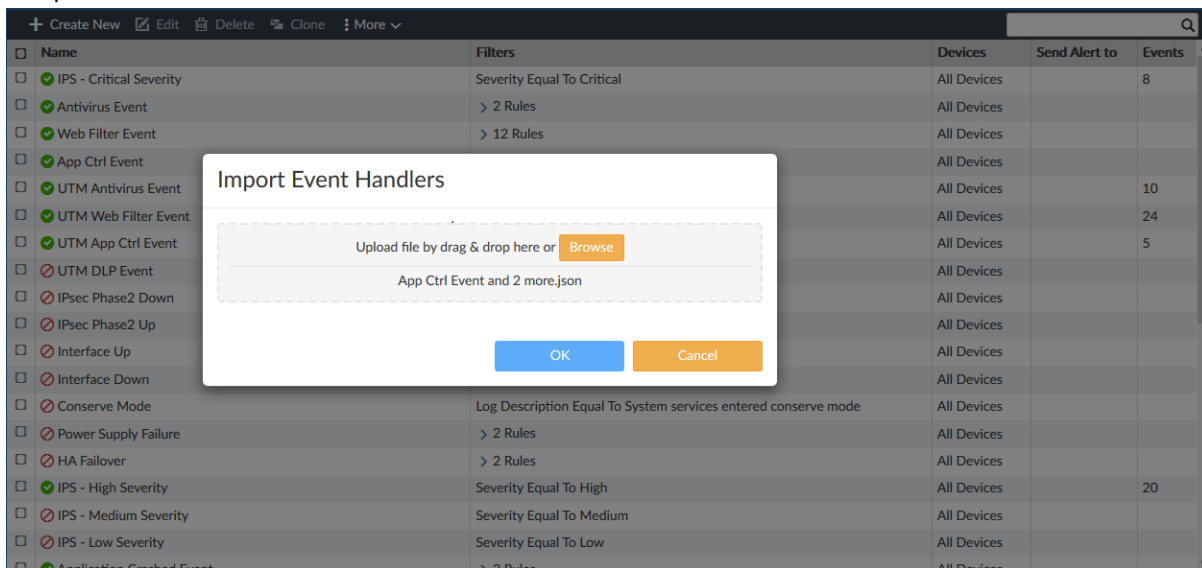 + Create New Edit Delete Clone More
Name Filters Devices Send Alert to Events
IPS - Critical Severity Severity Equal To Critical All Devices 8
Antivirus Event > 2 Rules All Devices
Web Filter Event > 12 Rules All Devices
App Ctrl Event All Devices
Import Event Handlers
UTM Antivirus Event All Devices 10
UTM Web Filter Event All Devices 24
UTM App Ctrl Event Upload file by drag & drop here or Browse All Devices 5
UTM DLP Event App Ctrl Event and 2 more.json All Devices
IPsec Phase2 Down All Devices
IPsec Phase2 Up All Devices
Interface Up OK Cancel All Devices
Interface Down All Devices
Conserve Mode Log Description Equal To System services entered conserve mode All Devices
Power Supply Failure > 2 Rules All Devices
HA Failover > 2 Rules All Devices
IPS - High Severity Severity Equal To High All Devices 20
IPS - Medium Severity Severity Equal To Medium All Devices
IPS - Low Severity Severity Equal To Low All Devices
Application Crashed Event > 2 Rules All Devices